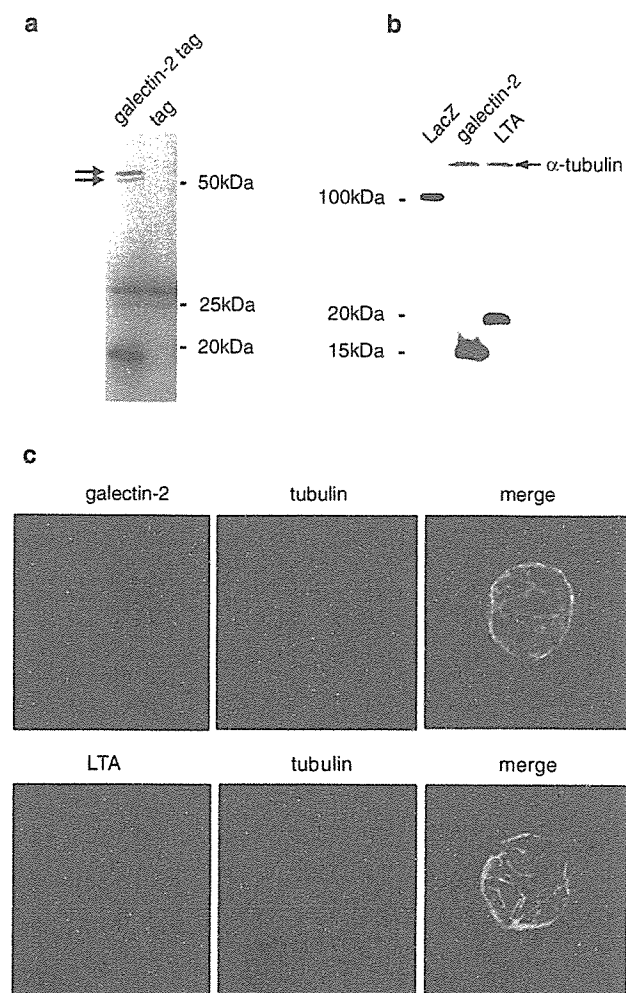 a
galectin-2 tag
tag
50kDa
25kDa
20kDa
b
LacZ
galectin-2
LTA
α-tubulin
100kDa
20kDa
15kDa
c
galectin-2 tubulin merge
LTA tubulin merge